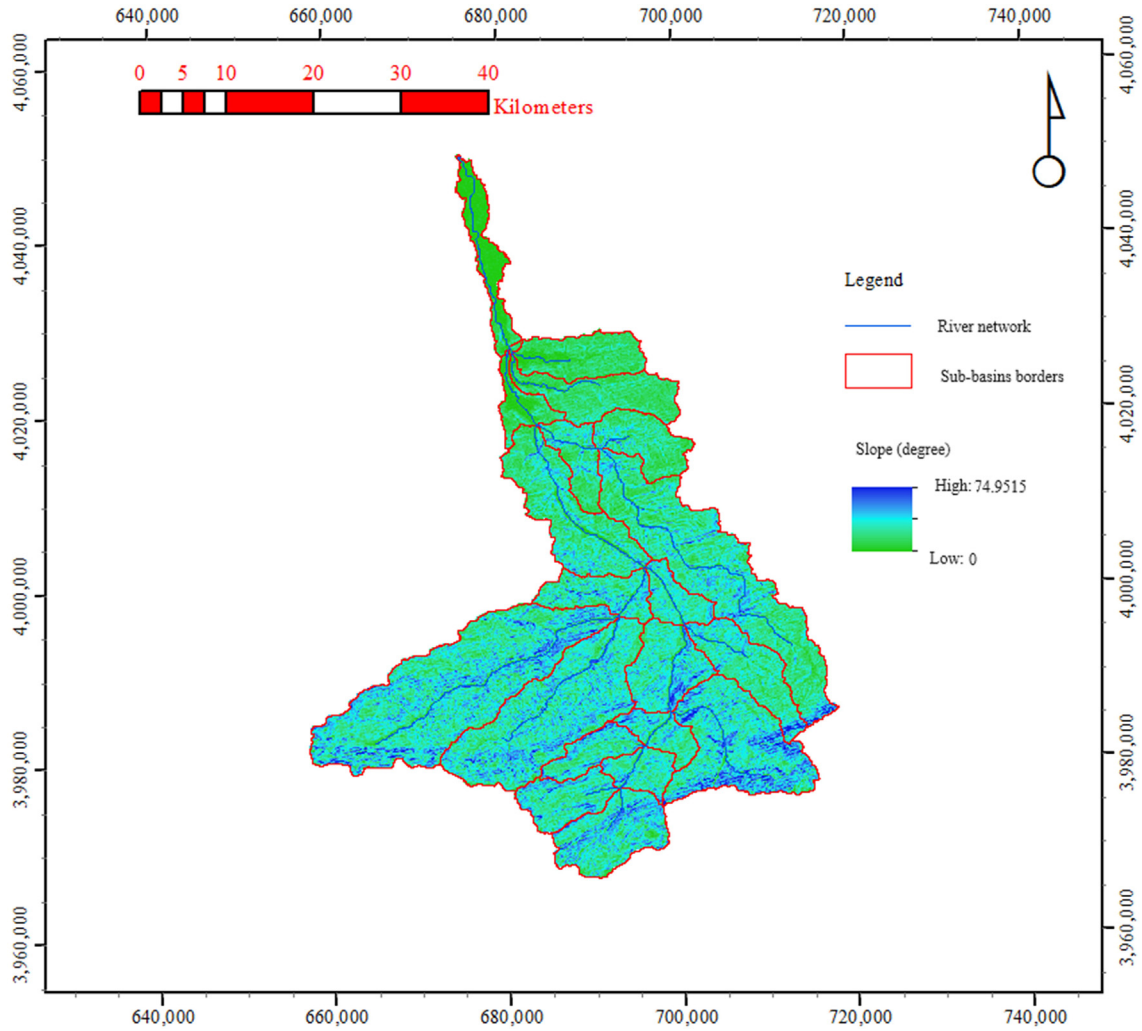 640,000 660,000 680,000 700,000 720,000 740,000
0 5 10 20 30 40
Kilometers
4,060,000
4,040,000
4,020,000
4,000,000
3,980,000
3,960,000
4,060,000
4,040,000
4,020,000
4,000,000
3,980,000
3,960,000
Legend
River network
Sub-basins borders
Slope (degree)
High: 74.9515
Low: 0
640,000 660,000 680,000 700,000 720,000 740,000